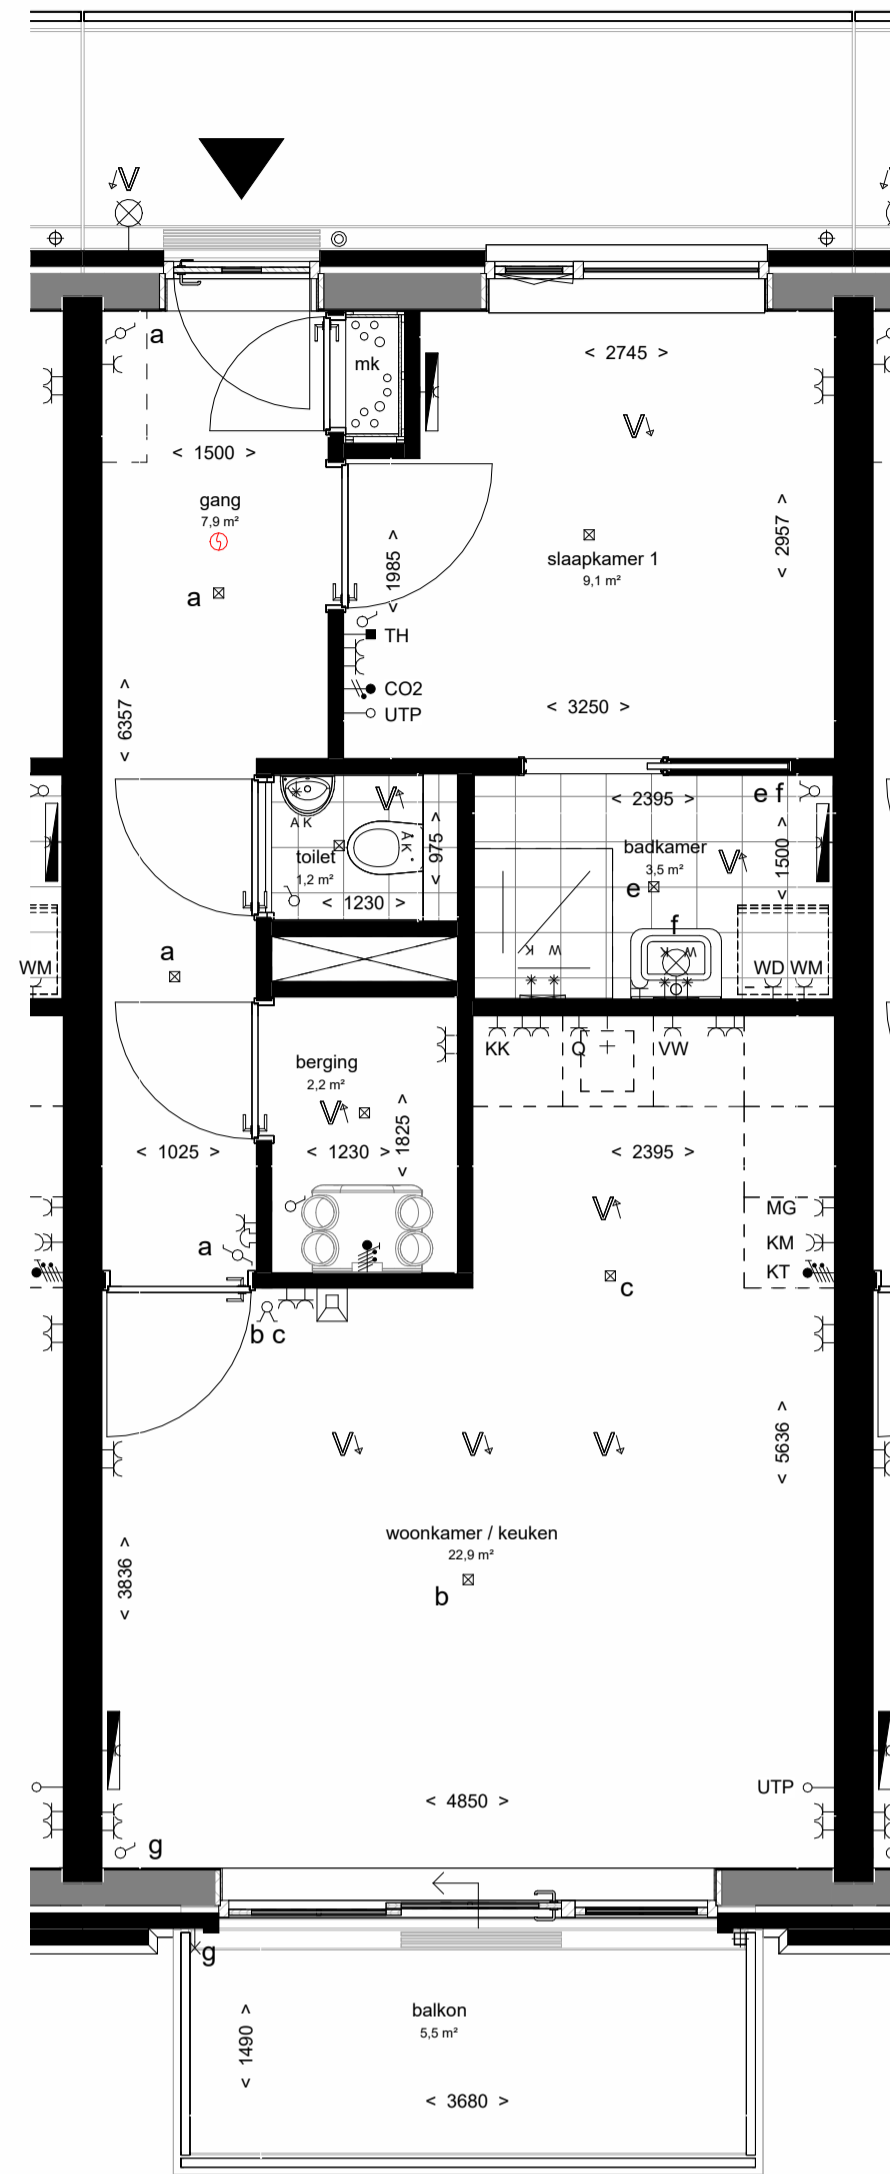 V
V
a
mk
< 2745 >
V
< 1500 >
gang
7,9 m²
a
< 1985 >
< 2957 >
slaapkamer 1
9,1 m²
TH
CO2
UTP
< 6357 >
< 3250 >
V
AK
AK
toilet
1,2 m²
< 975 >
< 1230 >
< 2395 >
e f
badkamer
3,5 m²
V
< 1500 >
e
f
K W
K W
a
WM
WD WM
KK
Q
VW
berging
2,2 m²
V
< 1825 >
< 1025 >
< 1230 >
< 2395 >
V
MG
KM
KT
a
c
b c
V
V
V
< 5636 >
woonkamer / keuken
22,9 m²
b
< 3836 >
UTP
< 4850 >
g
g
balkon
5,5 m²
< 1490 >
< 3680 >